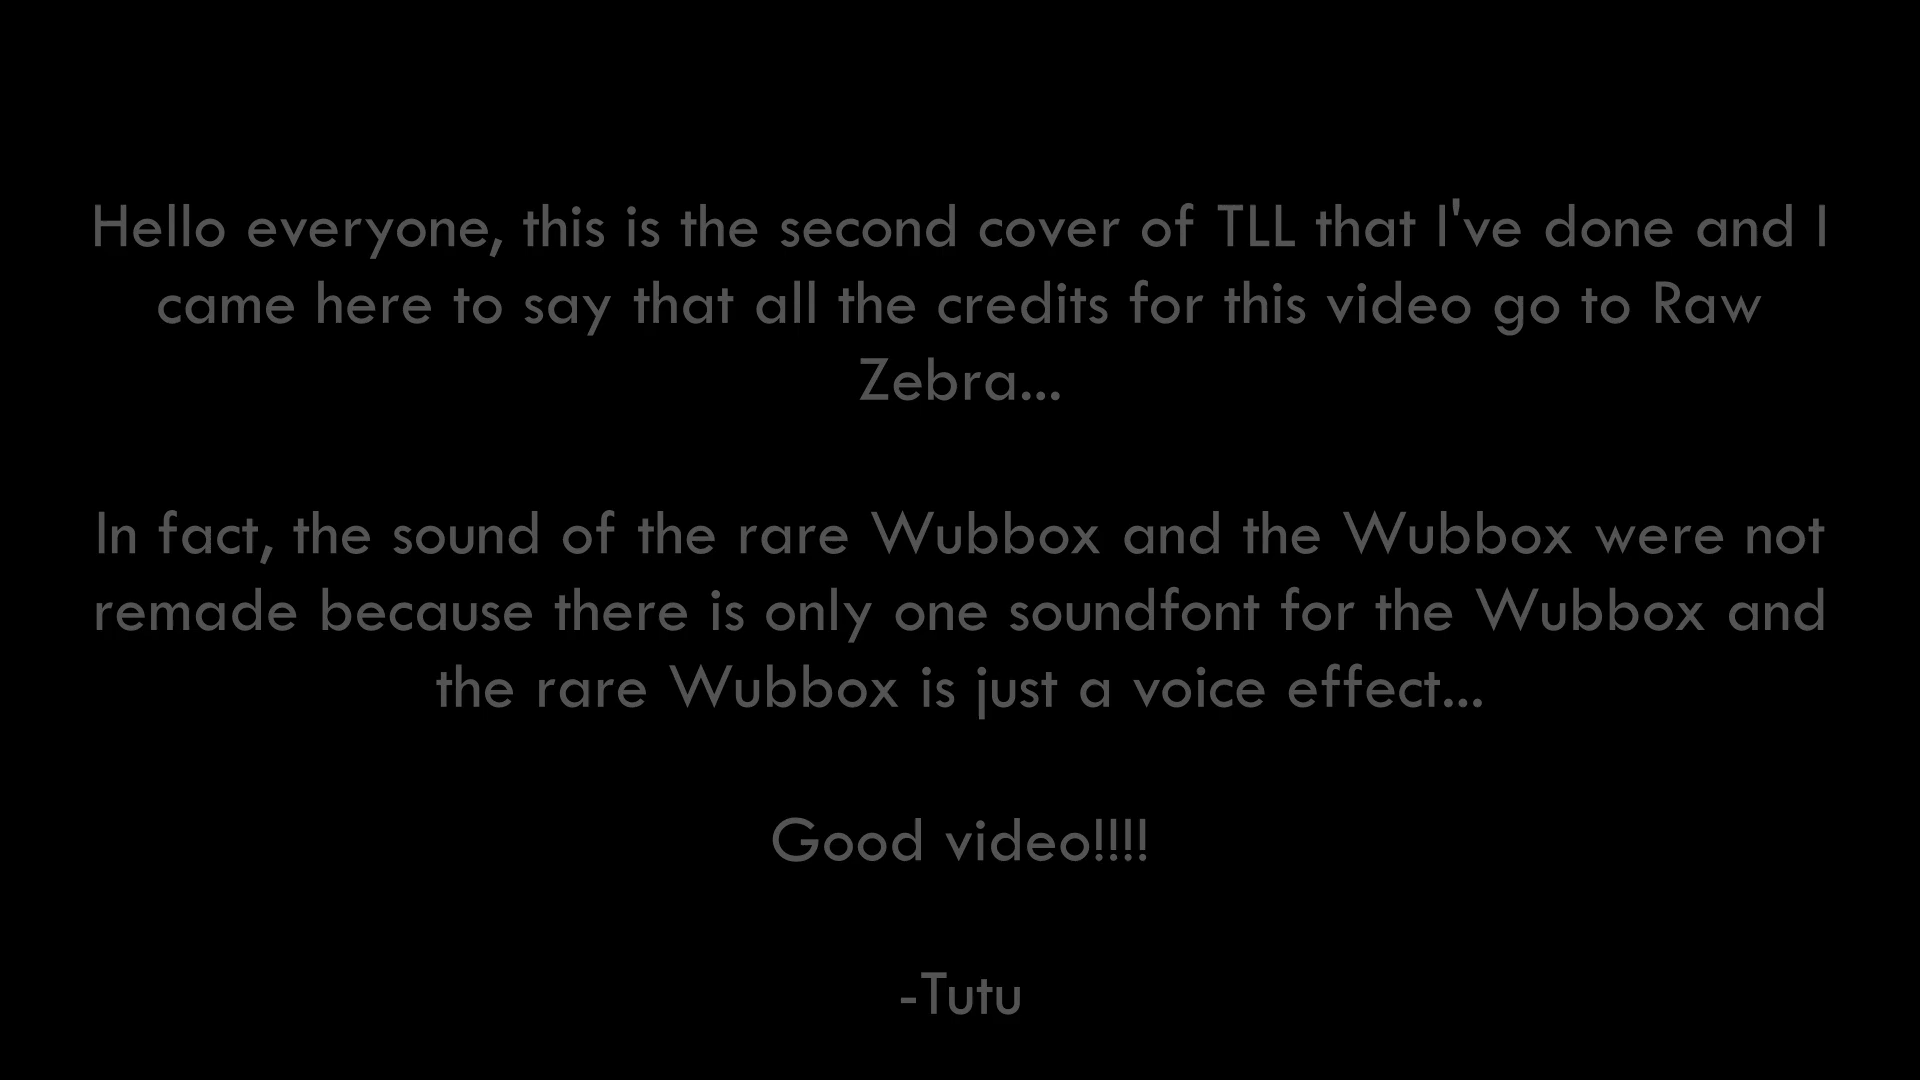 Hello everyone, this is the second cover of TLL that I've done and I
came here to say that all the credits for this video go to Raw
Zebra...
In fact, the sound of the rare Wubbox and the Wubbox were not
remade because there is only one soundfont for the Wubbox and
the rare Wubbox is just a voice effect...
Good video!!!!
-Tutu